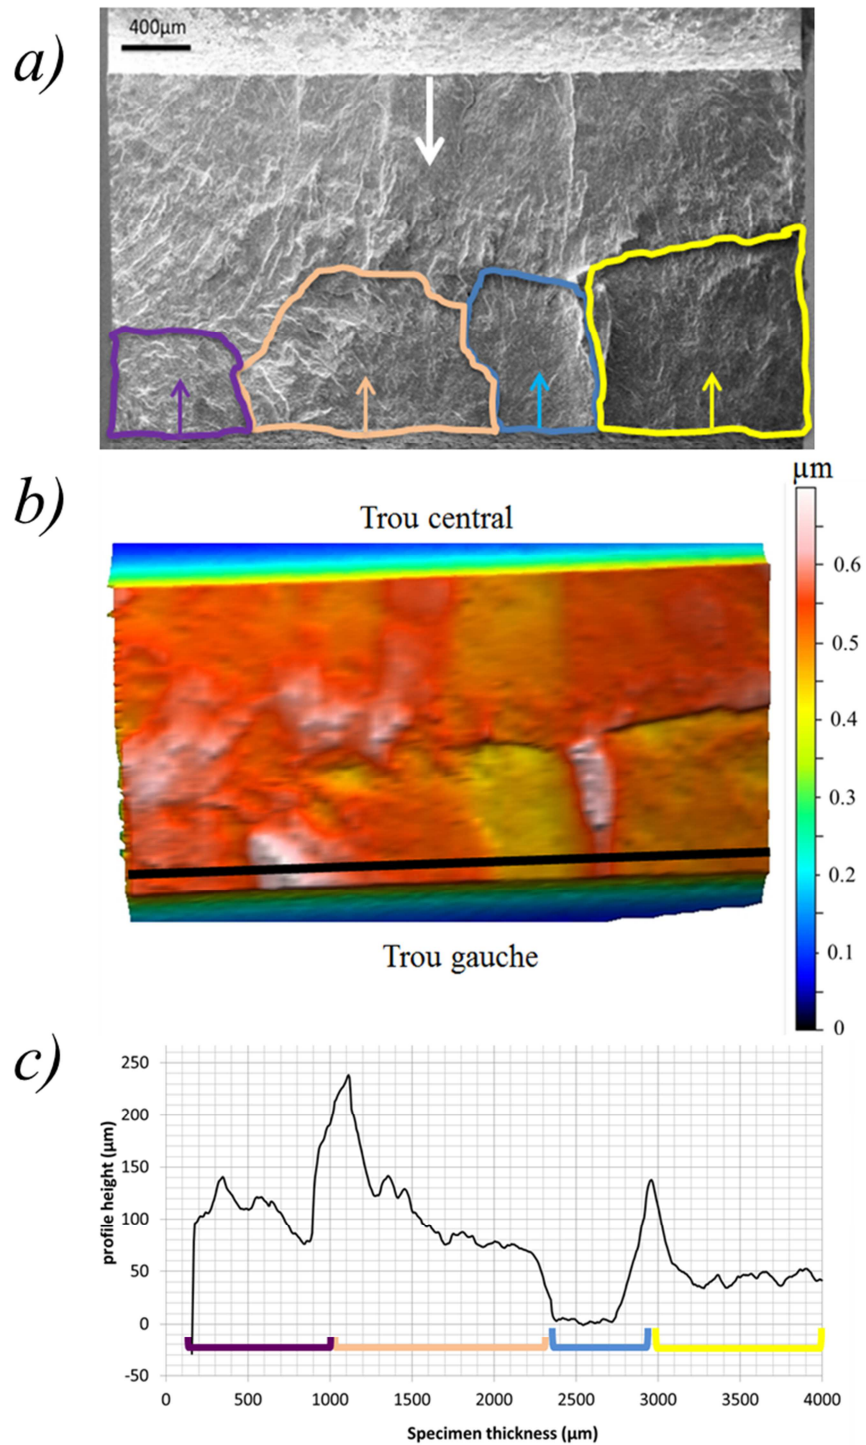 a)
400µm
b)
µm
Trou central
0.6
0.5
0.4
0.3
0.2
0.1
0
Trou gauche
c)
250
200
150
100
50
0
-50
profile height (µm)
0 500 1000 1500 2000 2500 3000 3500 4000
Specimen thickness (µm)